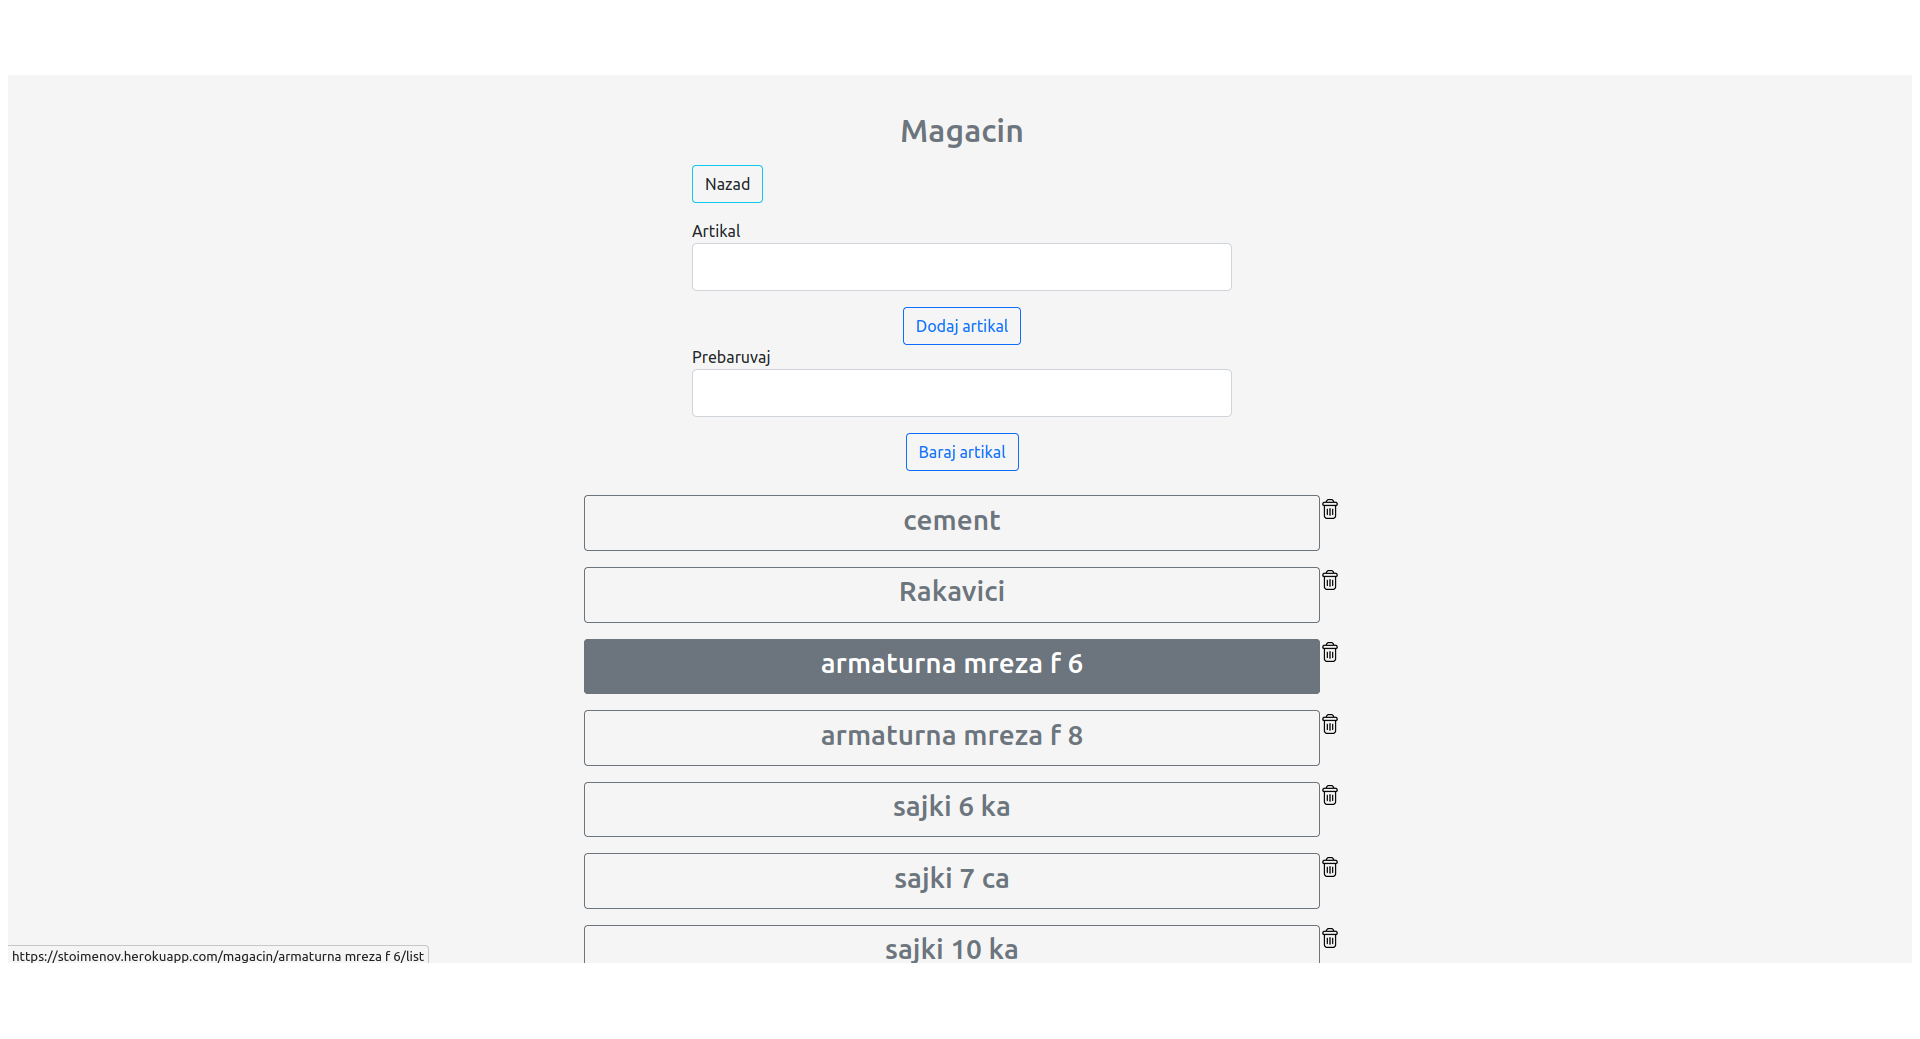 Magacin
Nazad
Artikal
Dodaj artikal
Prebaruvaj
Baraj artikal
cement
Rakavici
armaturna mreza f 6
armaturna mreza f 8
sajki 6 ka
sajki 7 ca
sajki 10 ka
https://stoimenov.herokuapp.com/magacin/armaturna mreza f 6/list